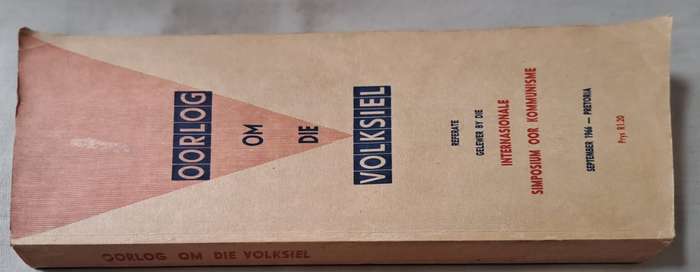 OORLOG
OM
DIE
VOLKSIEL
REFERATE
GELEWER BY DIE
INTERNASIONALE
SIMPOSIUM OOR KOMMUNISME
SEPTEMBER 1966 — PRETORIA
Prys R1.20
OORLOG OM DIE VOLKSIEL